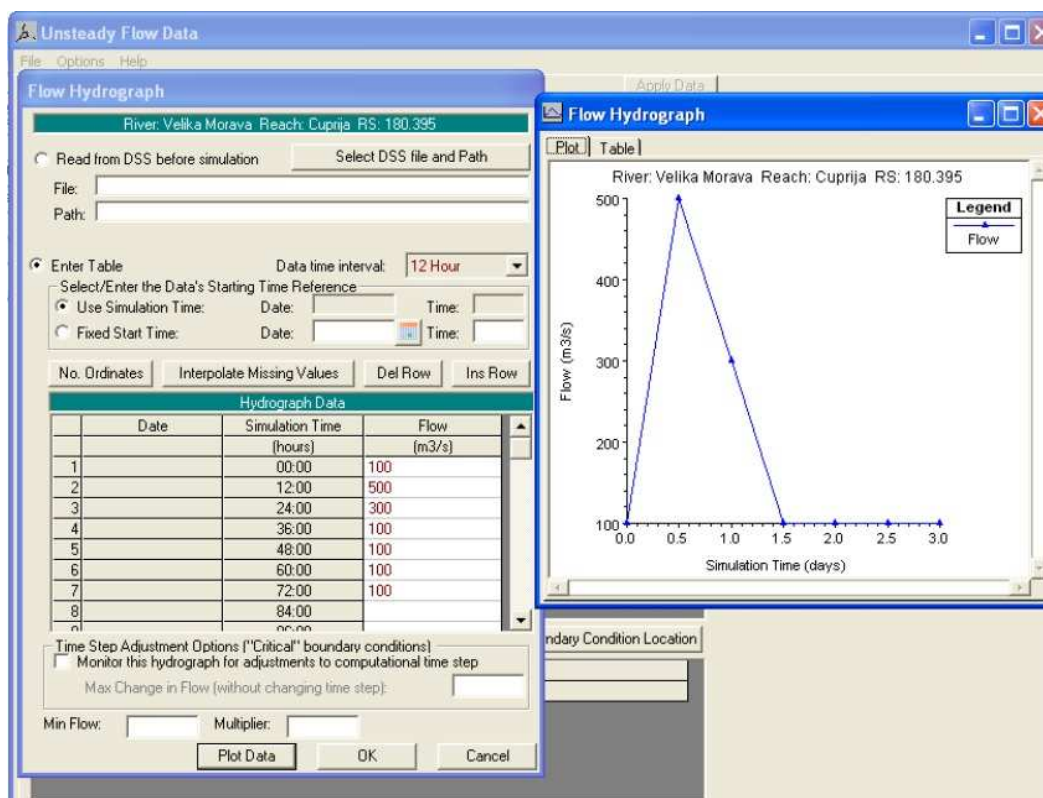 Unsteady Flow Data
File Options Help
Apply Data
Flow Hydrograph
River: Velika Morava Reach: Cuprija RS: 180.395
Read from DSS before simulation
Select DSS file and Path
File:
Path:
Enter Table
Data time interval:
12 Hour
Select/Enter the Data's Starting Time Reference
Use Simulation Time: Date: Time:
Fixed Start Time: Date: Time:
No. Ordinates Interpolate Missing Values Del Row Ins Row
Hydrograph Data
Date Simulation Time Flow
(hours) (m3/s)
1 00:00 100
2 12:00 500
3 24:00 300
4 36:00 100
5 48:00 100
6 60:00 100
7 72:00 100
8 84:00
Time Step Adjustment Options ("Critical" boundary conditions)
Monitor this hydrograph for adjustments to computational time step
Max Change in Flow (without changing time step):
Min Flow: Multiplier:
Plot Data OK Cancel
Flow Hydrograph
Plot Table
River: Velika Morava Reach: Cuprija RS: 180.395
Legend
Flow
500
400
300
200
100
Flow (m3/s)
0.0 0.5 1.0 1.5 2.0 2.5 3.0
Simulation Time (days)
ndary Condition Location